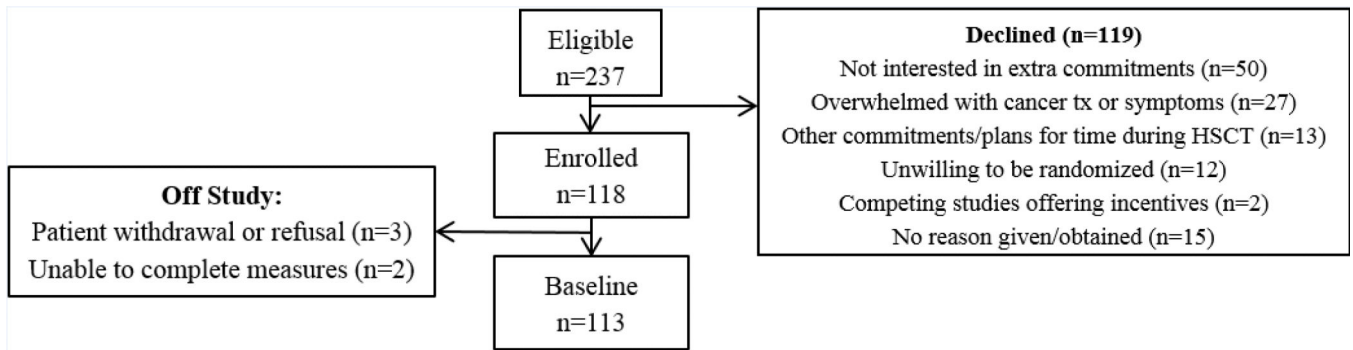 Eligible
n=237
Declined (n=119)
Not interested in extra commitments (n=50)
Overwhelmed with cancer tx or symptoms (n=27)
Other commitments/plans for time during HSCT (n=13)
Unwilling to be randomized (n=12)
Competing studies offering incentives (n=2)
No reason given/obtained (n=15)
Enrolled
n=118
Off Study:
Patient withdrawal or refusal (n=3)
Unable to complete measures (n=2)
Baseline
n=113